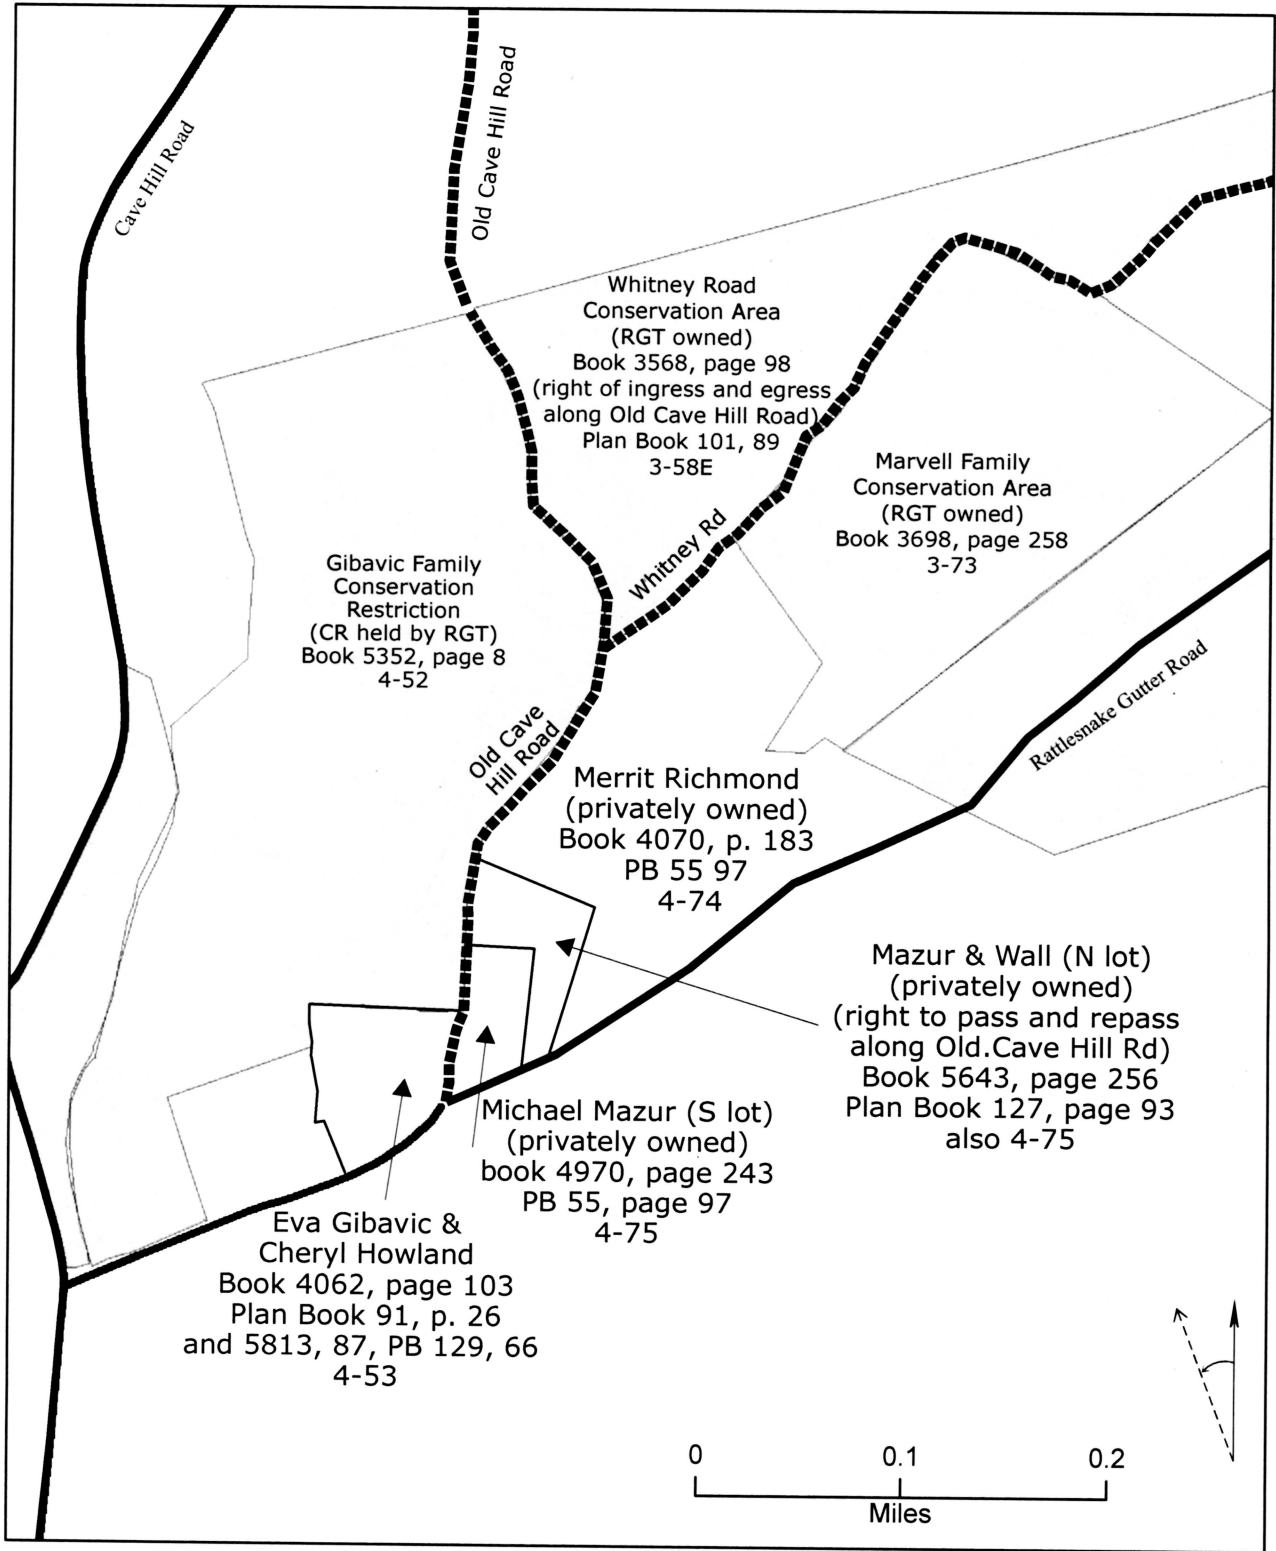 Cave Hill Road
Old Cave Hill Road
Whitney Road
Conservation Area
(RGT owned)
Book 3568, page 98
(right of ingress and egress
along Old Cave Hill Road)
Plan Book 101, 89
3-58E
Marvell Family
Conservation Area
(RGT owned)
Book 3698, page 258
3-73
Whitney Rd
Gibavic Family
Conservation
Restriction
(CR held by RGT)
Book 5352, page 8
4-52
Rattlesnake Gutter Road
Old Cave
Hill Road
Merrit Richmond
(privately owned)
Book 4070, p. 183
PB 55 97
4-74
Mazur & Wall (N lot)
(privately owned)
(right to pass and repass
along Old.Cave Hill Rd)
Book 5643, page 256
Plan Book 127, page 93
also 4-75
Michael Mazur (S lot)
(privately owned)
book 4970, page 243
PB 55, page 97
4-75
Eva Gibavic &
Cheryl Howland
Book 4062, page 103
Plan Book 91, p. 26
and 5813, 87, PB 129, 66
4-53
0 0.1 0.2
Miles